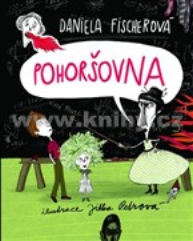 DANIELA FISCHEROVÁ
POHORŠOVNA
www.knihy.cz
ilustrace Jitka Petrová